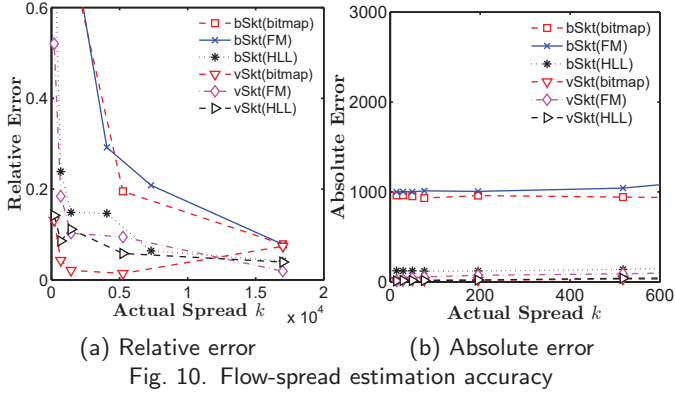 0.6
0.4
0.2
0
Relative Error
bSkt(bitmap)
bSkt(FM)
bSkt(HLL)
vSkt(bitmap)
vSkt(FM)
vSkt(HLL)
0 0.5 1 1.5 2
Actual Spread k
x 10^4
(a) Relative error
3000
2000
1000
0
Absolute Error
bSkt(bitmap)
bSkt(FM)
bSkt(HLL)
vSkt(bitmap)
vSkt(FM)
vSkt(HLL)
200 400 600
Actual Spread k
(b) Absolute error
Fig. 10. Flow-spread estimation accuracy